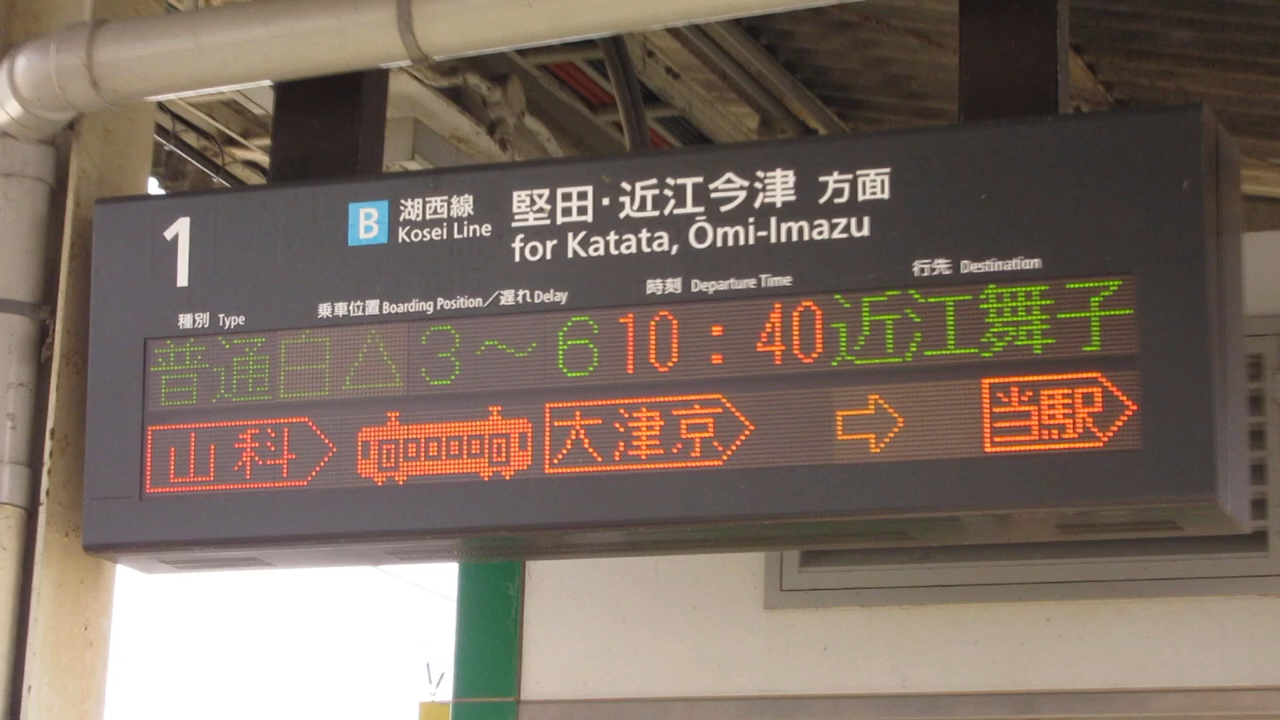 1
B 湖西線 堅田・近江今津 方面
Kosei Line for Katata, Ōmi-Imazu
種別 Type 乗車位置 Boarding Position／遅れ Delay 時刻 Departure Time 行先 Destination
普通 白△ 3～6 10:40 近江舞子
山科 大津京 ⇨ 当駅